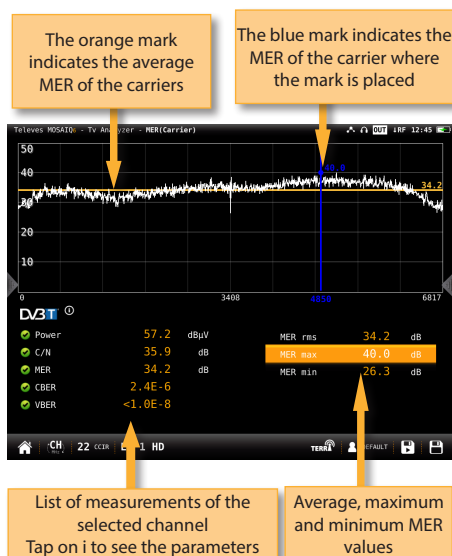 The orange mark
indicates the average
MER of the carriers
The blue mark indicates the
MER of the carrier where
the mark is placed
Televes MOSAIQ6 - Tv Analyzer - MER(Carrier)
OUT ↓RF 12:45
50
40
30
20
10
40.0
34.2
0
3408
4859
6817
DVB T
i
Power 57.2 dBµV
C/N 35.9 dB
MER 34.2 dB
CBER 2.4E-6
VBER <1.0E-8
MER rms 34.2 dB
MER max 40.0 dB
MER min 26.3 dB
CH
22 CCIR
1 HD
TERR
DEFAULT
List of measurements of the
selected channel
Tap on i to see the parameters
Average, maximum
and minimum MER
values